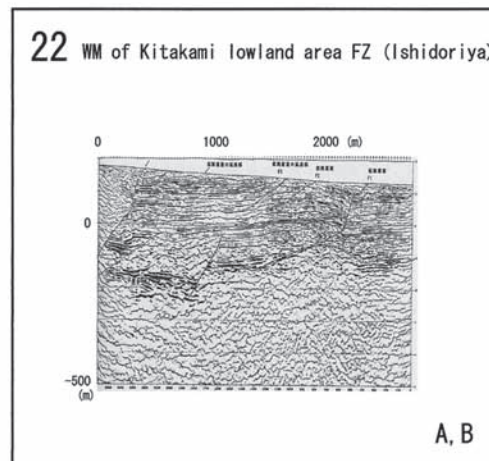 22 WM of Kitakami lowland area FZ (Ishidoriya)
0 1000 2000 (m)
0
-500
(m)
A, B